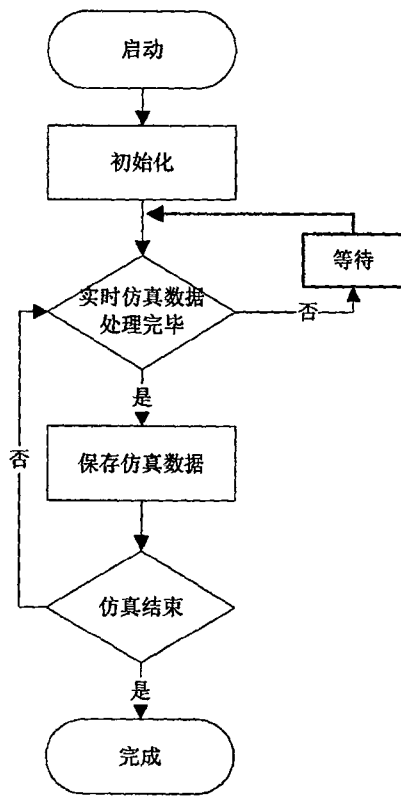 启动
初始化
等待
实时仿真数据
处理完毕
否
是
保存仿真数据
否
仿真结束
是
完成